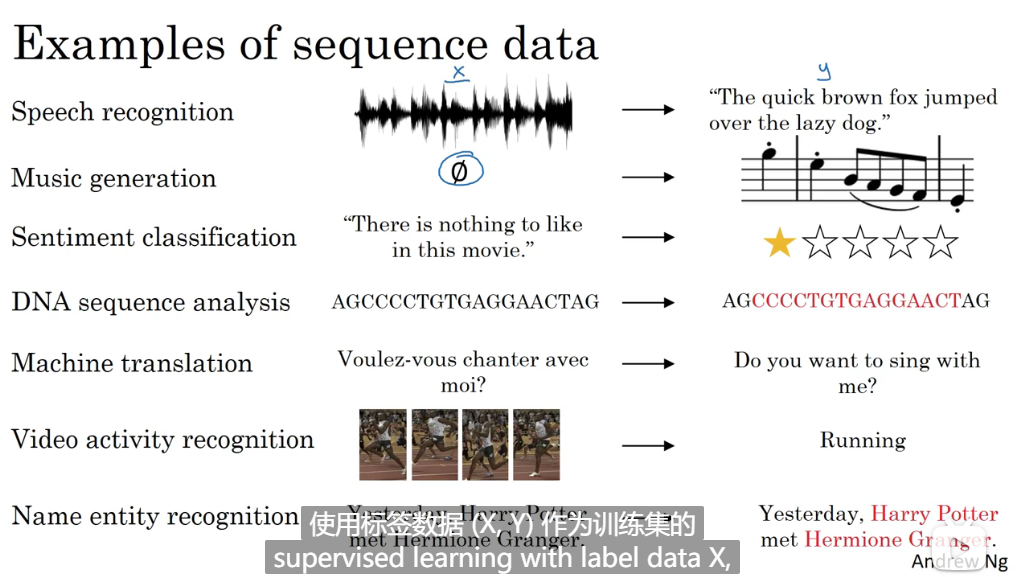 Examples of sequence data
x
y
Speech recognition
“The quick brown fox jumped
over the lazy dog.”
Music generation
∅
Sentiment classification
“There is nothing to like
in this movie.”
DNA sequence analysis
AGCCCCTGTGAGGAACTAG
AGCCCCTGTGAGGAACTAG
Machine translation
Voulez-vous chanter avec
moi?
Do you want to sing with
me?
Video activity recognition
Running
Name entity recognition
Yesterday, Harry Potter
met Hermione Granger.
Yesterday, Harry Potter
met Hermione Granger.
使用标签数据 (X, Y) 作为训练集的
supervised learning with label data X,
Andrew Ng